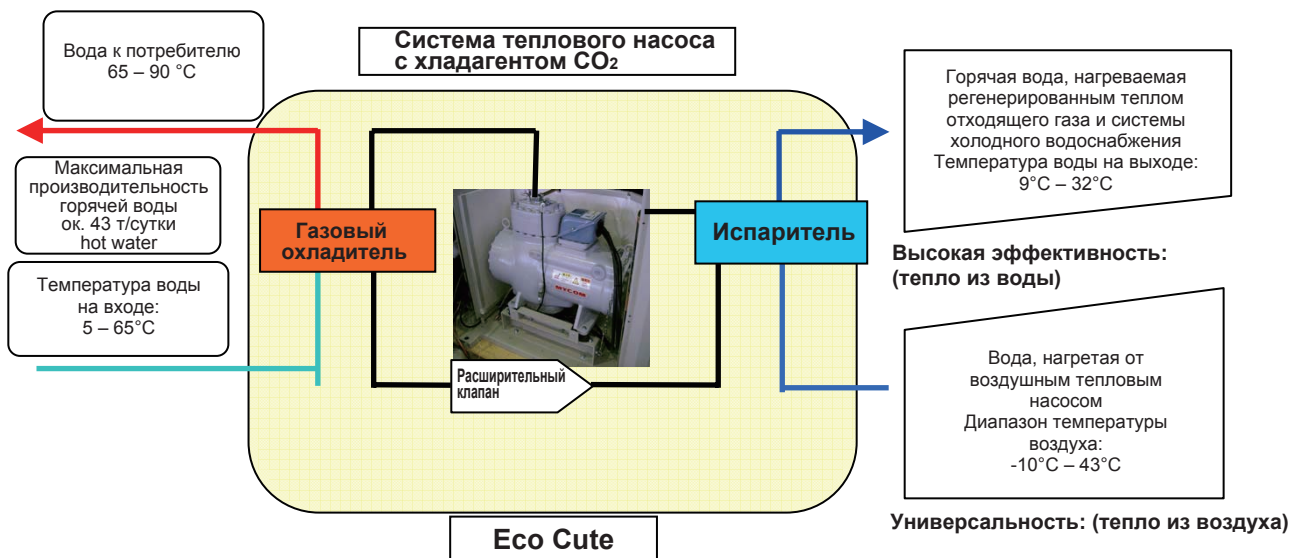 Вода к потребителю
65 – 90 °C
Система теплового насоса
с хладагентом CO2
Горячая вода, нагреваемая
регенерированным теплом
отходящего газа и системы
холодного водоснабжения
Температура воды на выходе:
9°C – 32°C
Максимальная
производительность
горячей воды
ок. 43 т/сутки
hot water
Газовый
охладитель
MYCOM
Испаритель
Высокая эффективность:
(тепло из воды)
Температура воды
на входе:
5 – 65°C
Расширительный
клапан
Вода, нагретая от
воздушным тепловым
насосом
Диапазон температуры
воздуха:
-10°C – 43°C
Универсальность: (тепло из воздуха)
Eco Cute